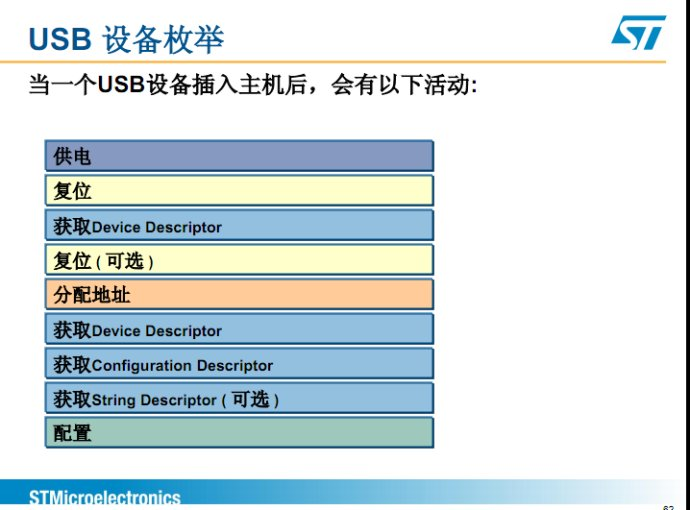 USB 设备枚举
ST
当一个USB设备插入主机后，会有以下活动:
供电
复位
获取Device Descriptor
复位 ( 可选 )
分配地址
获取Device Descriptor
获取Configuration Descriptor
获取String Descriptor ( 可选 )
配置
STMicroelectronics
62